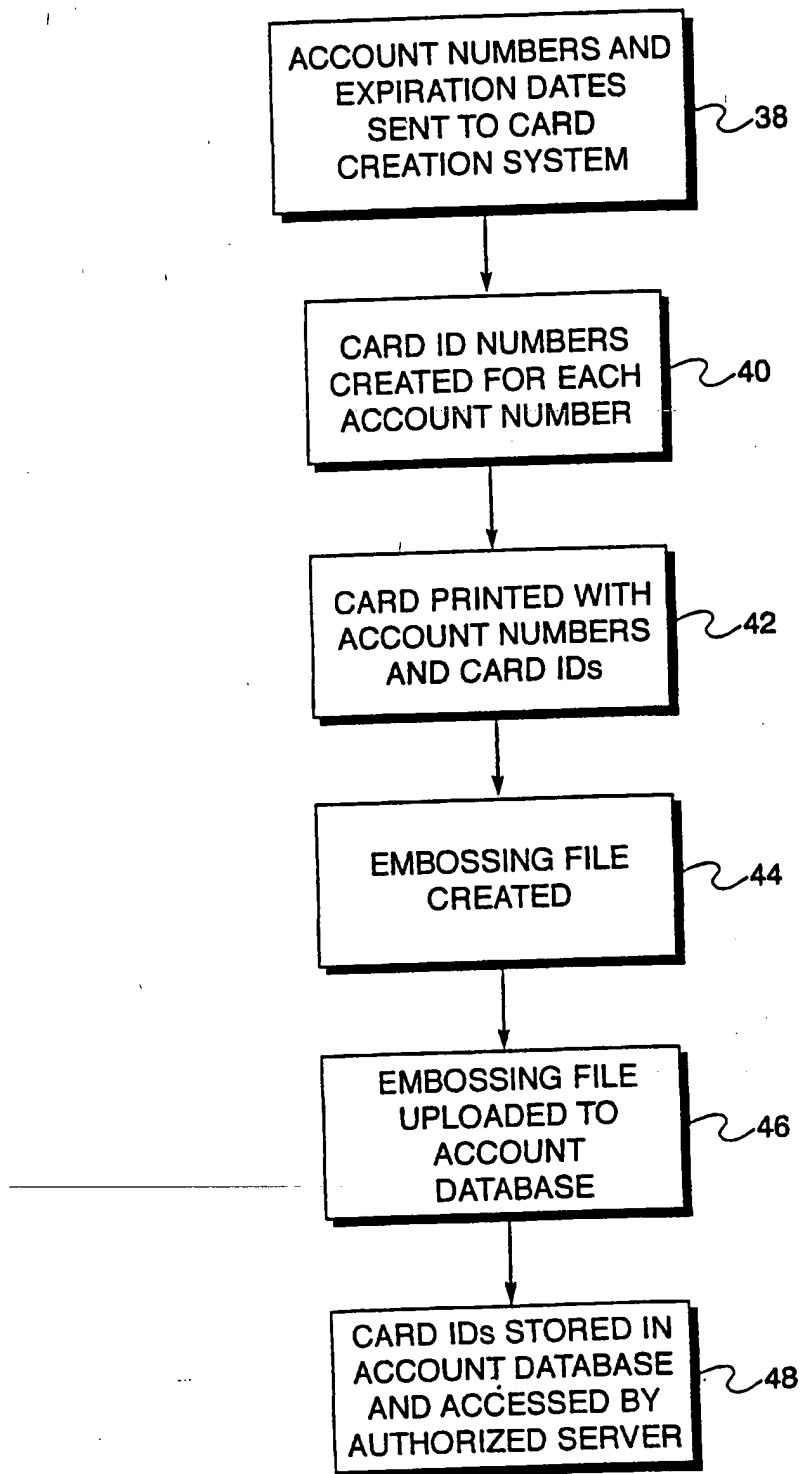 ACCOUNT NUMBERS AND
EXPIRATION DATES
SENT TO CARD
CREATION SYSTEM
38
CARD ID NUMBERS
CREATED FOR EACH
ACCOUNT NUMBER
40
CARD PRINTED WITH
ACCOUNT NUMBERS
AND CARD IDs
42
EMBOSSING FILE
CREATED
44
EMBOSSING FILE
UPLOADED TO
ACCOUNT
DATABASE
46
CARD IDs STORED IN
ACCOUNT DATABASE
AND ACCESSED BY
AUTHORIZED SERVER
48